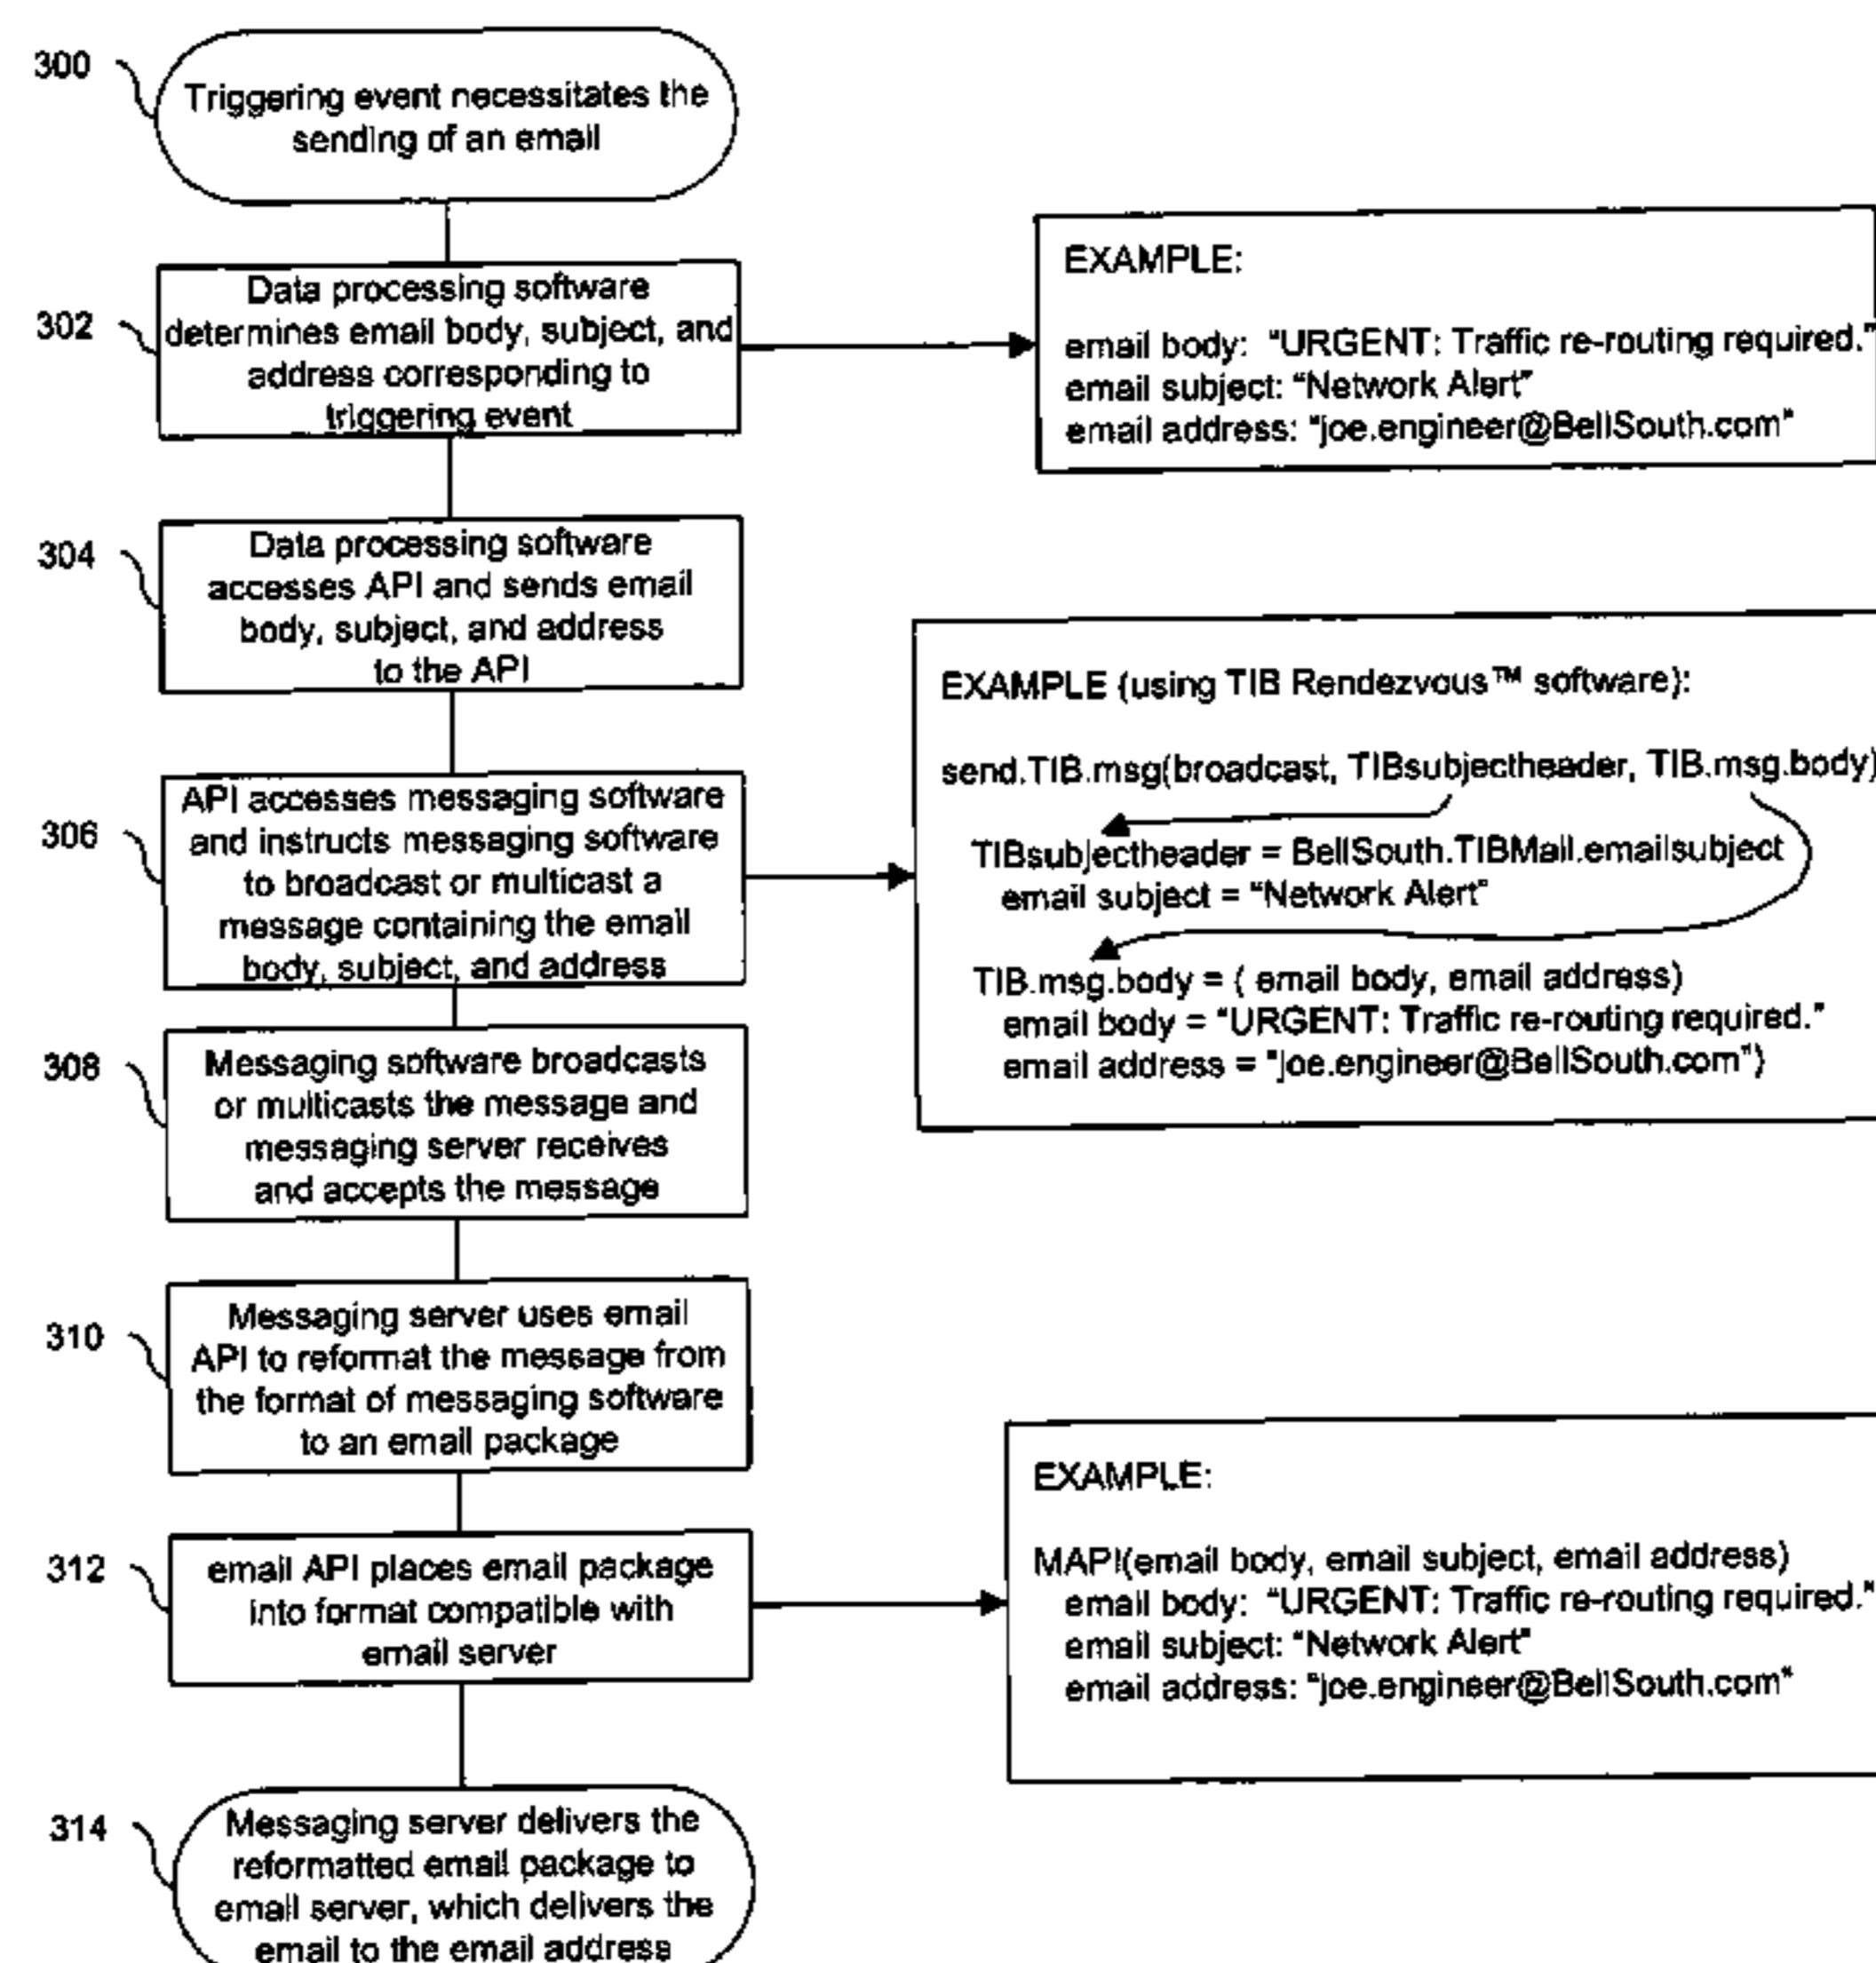 300
Triggering event necessitates the
sending of an email
302
Data processing software
determines email body, subject, and
address corresponding to
triggering event
EXAMPLE:
email body: "URGENT: Traffic re-routing required."
email subject: "Network Alert"
email address: "joe.engineer@BellSouth.com"
304
Data processing software
accesses API and sends email
body, subject, and address
to the API
306
API accesses messaging software
and instructs messaging software
to broadcast or multicast a
message containing the email
body, subject, and address
EXAMPLE (using TIB Rendezvous™ software):
send.TIB.msg(broadcast, TIBsubjectheader, TIB.msg.body)
TIBsubjectheader = BellSouth.TIBMail.emailsubject
email subject = "Network Alert"
TIB.msg.body = ( email body, email address)
email body = "URGENT: Traffic re-routing required."
email address = "joe.engineer@BellSouth.com")
308
Messaging software broadcasts
or multicasts the message and
messaging server receives
and accepts the message
310
Messaging server uses email
API to reformat the message from
the format of messaging software
to an email package
312
email API places email package
into format compatible with
email server
EXAMPLE:
MAPI(email body, email subject, email address)
email body: "URGENT: Traffic re-routing required."
email subject: "Network Alert"
email address: "joe.engineer@BellSouth.com"
314
Messaging server delivers the
reformatted email package to
email server, which delivers the
email to the email address